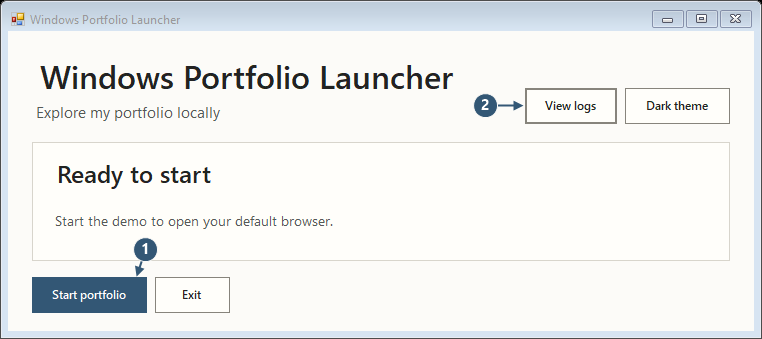 Windows Portfolio Launcher
Windows Portfolio Launcher
Explore my portfolio locally
2
View logs
Dark theme
Ready to start
Start the demo to open your default browser.
1
Start portfolio
Exit